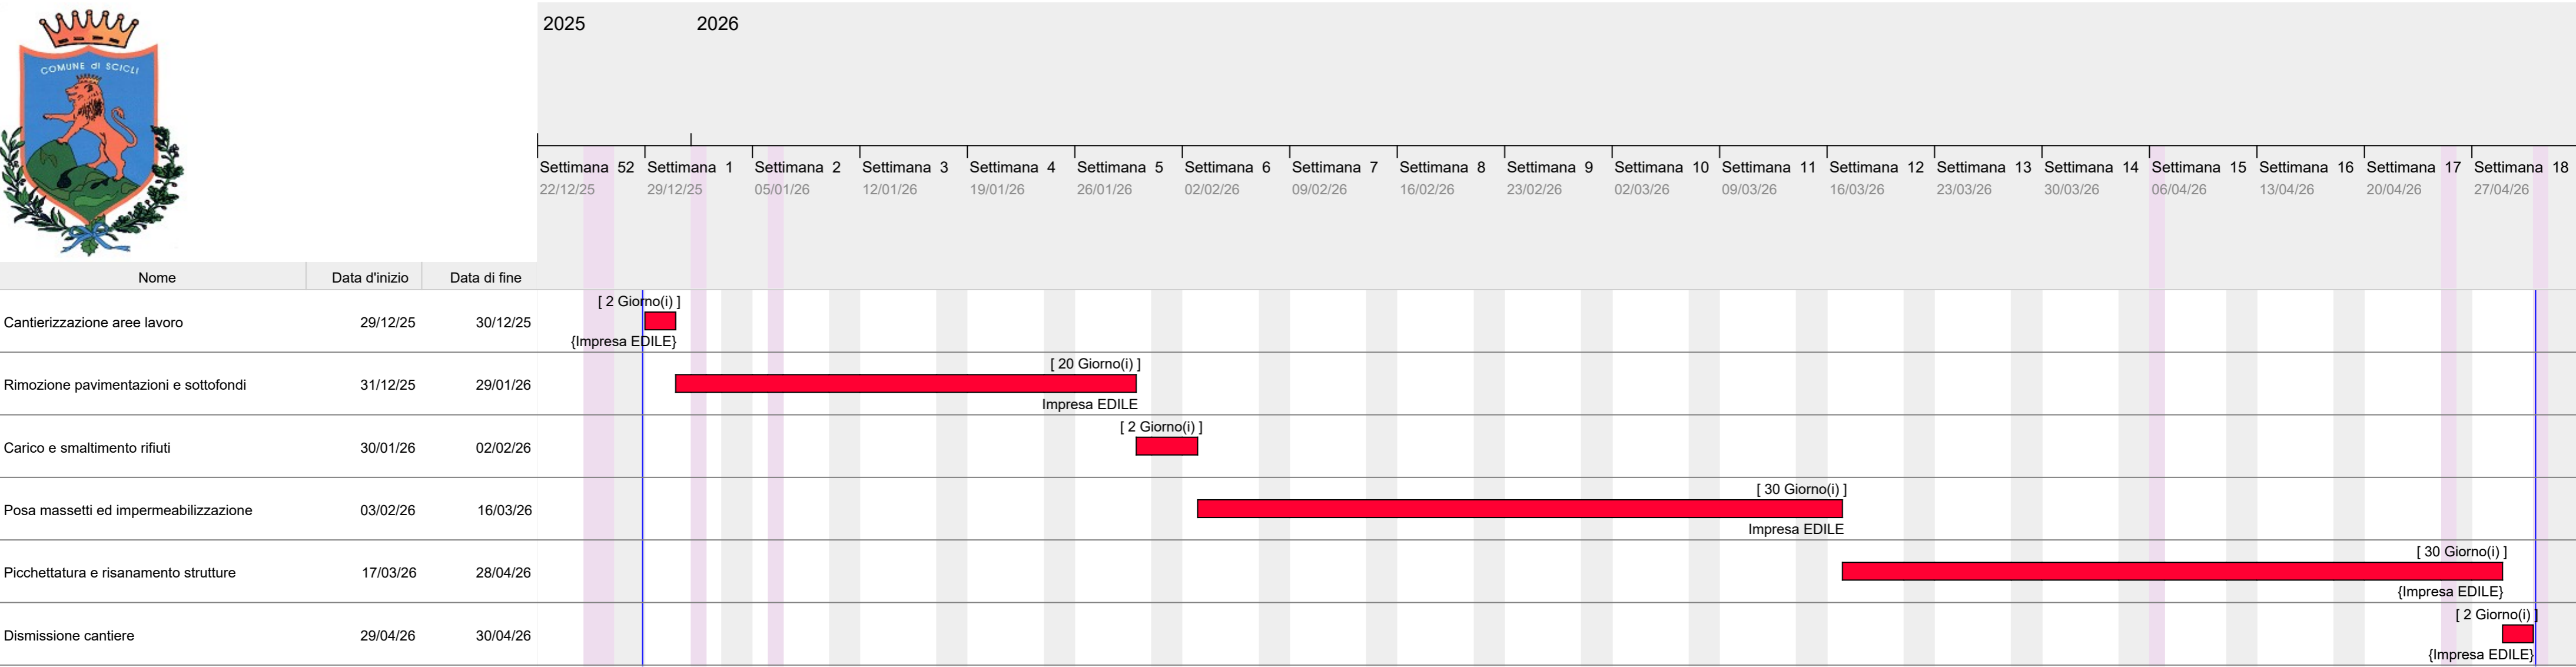 COMUNE di SCICLI
2025 2026
Settimana 52 Settimana 1 Settimana 2 Settimana 3 Settimana 4 Settimana 5 Settimana 6 Settimana 7 Settimana 8 Settimana 9 Settimana 10 Settimana 11 Settimana 12 Settimana 13 Settimana 14 Settimana 15 Settimana 16 Settimana 17 Settimana 18
22/12/25 29/12/25 05/01/26 12/01/26 19/01/26 26/01/26 02/02/26 09/02/26 16/02/26 23/02/26 02/03/26 09/03/26 16/03/26 23/03/26 30/03/26 06/04/26 13/04/26 20/04/26 27/04/26
Nome Data d'inizio Data di fine
[ 2 Giorno(i) ]
Cantierizzazione aree lavoro 29/12/25 30/12/25
{Impresa EDILE}
[ 20 Giorno(i) ]
Rimozione pavimentazioni e sottofondi 31/12/25 29/01/26
Impresa EDILE
[ 2 Giorno(i) ]
Carico e smaltimento rifiuti 30/01/26 02/02/26
[ 30 Giorno(i) ]
Posa massetti ed impermeabilizzazione 03/02/26 16/03/26
Impresa EDILE
[ 30 Giorno(i) ]
Picchettatura e risanamento strutture 17/03/26 28/04/26
{Impresa EDILE}
[ 2 Giorno(i) ]
Dismissione cantiere 29/04/26 30/04/26
{Impresa EDILE}